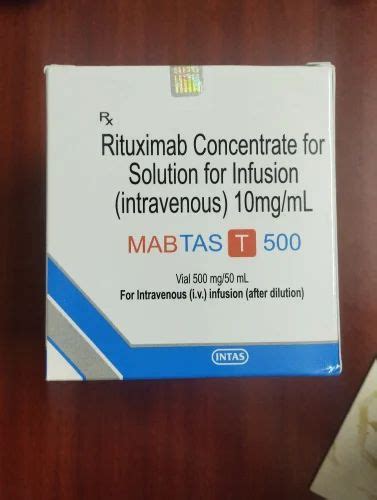 Rx
Rituximab Concentrate for
Solution for Infusion
(intravenous) 10mg/mL
MABTAS T 500
Vial 500 mg/50 mL
For Intravenous (i.v.) infusion (after dilution)
INTAS